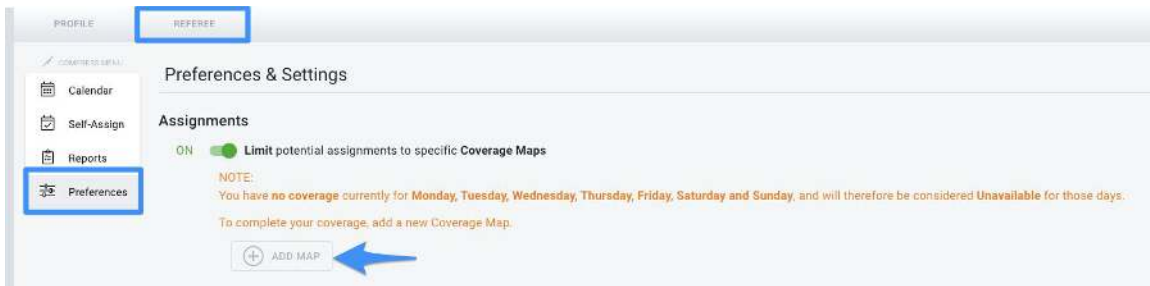 PROFILE
REFEREE
COMPRESS MENU
Calendar
Self-Assign
Reports
Preferences
Preferences & Settings
Assignments
ON Limit potential assignments to specific Coverage Maps
NOTE:
You have no coverage currently for Monday, Tuesday, Wednesday, Thursday, Friday, Saturday and Sunday, and will therefore be considered Unavailable for those days.
To complete your coverage, add a new Coverage Map.
ADD MAP